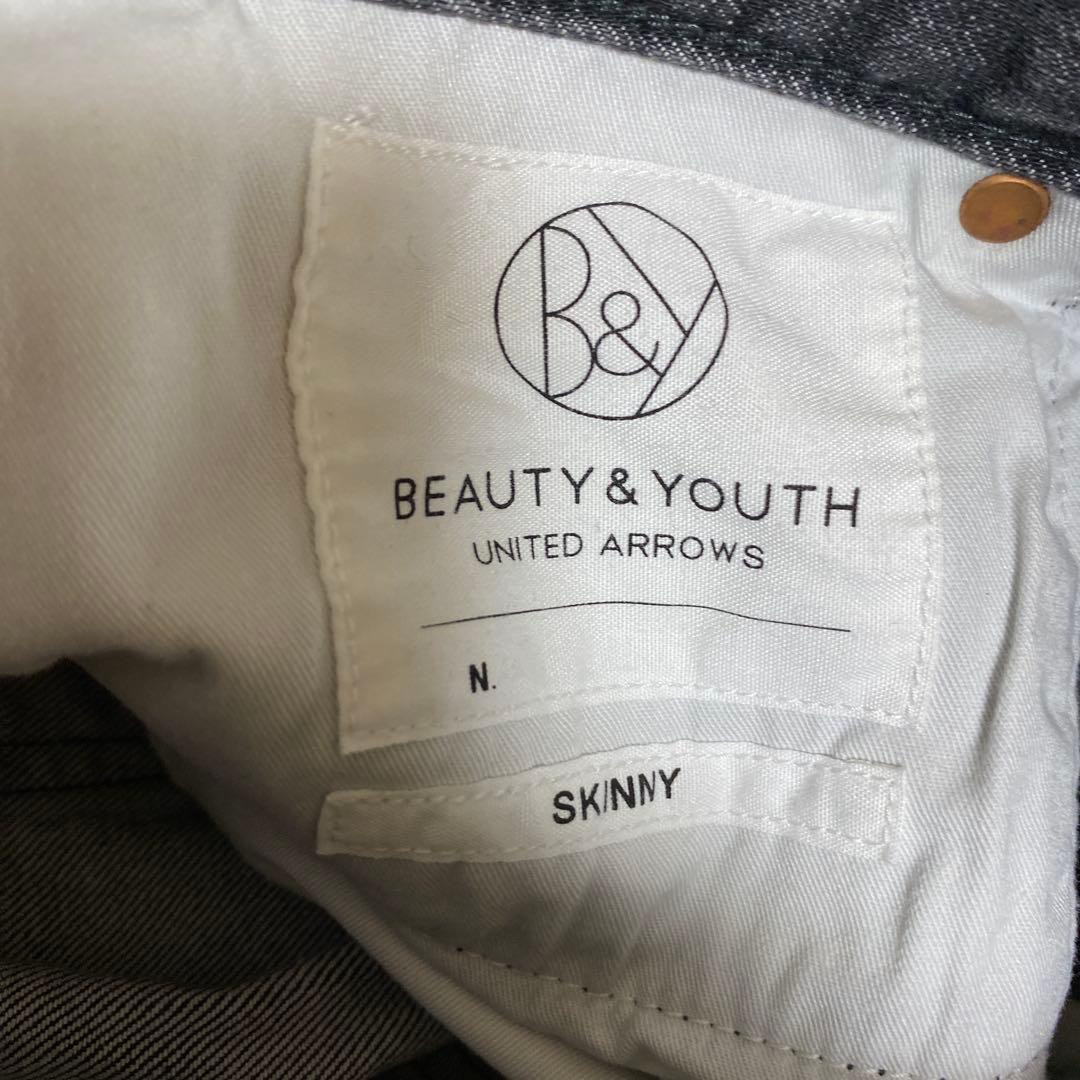 B&Y
BEAUTY & YOUTH
UNITED ARROWS
N.
SKINNY